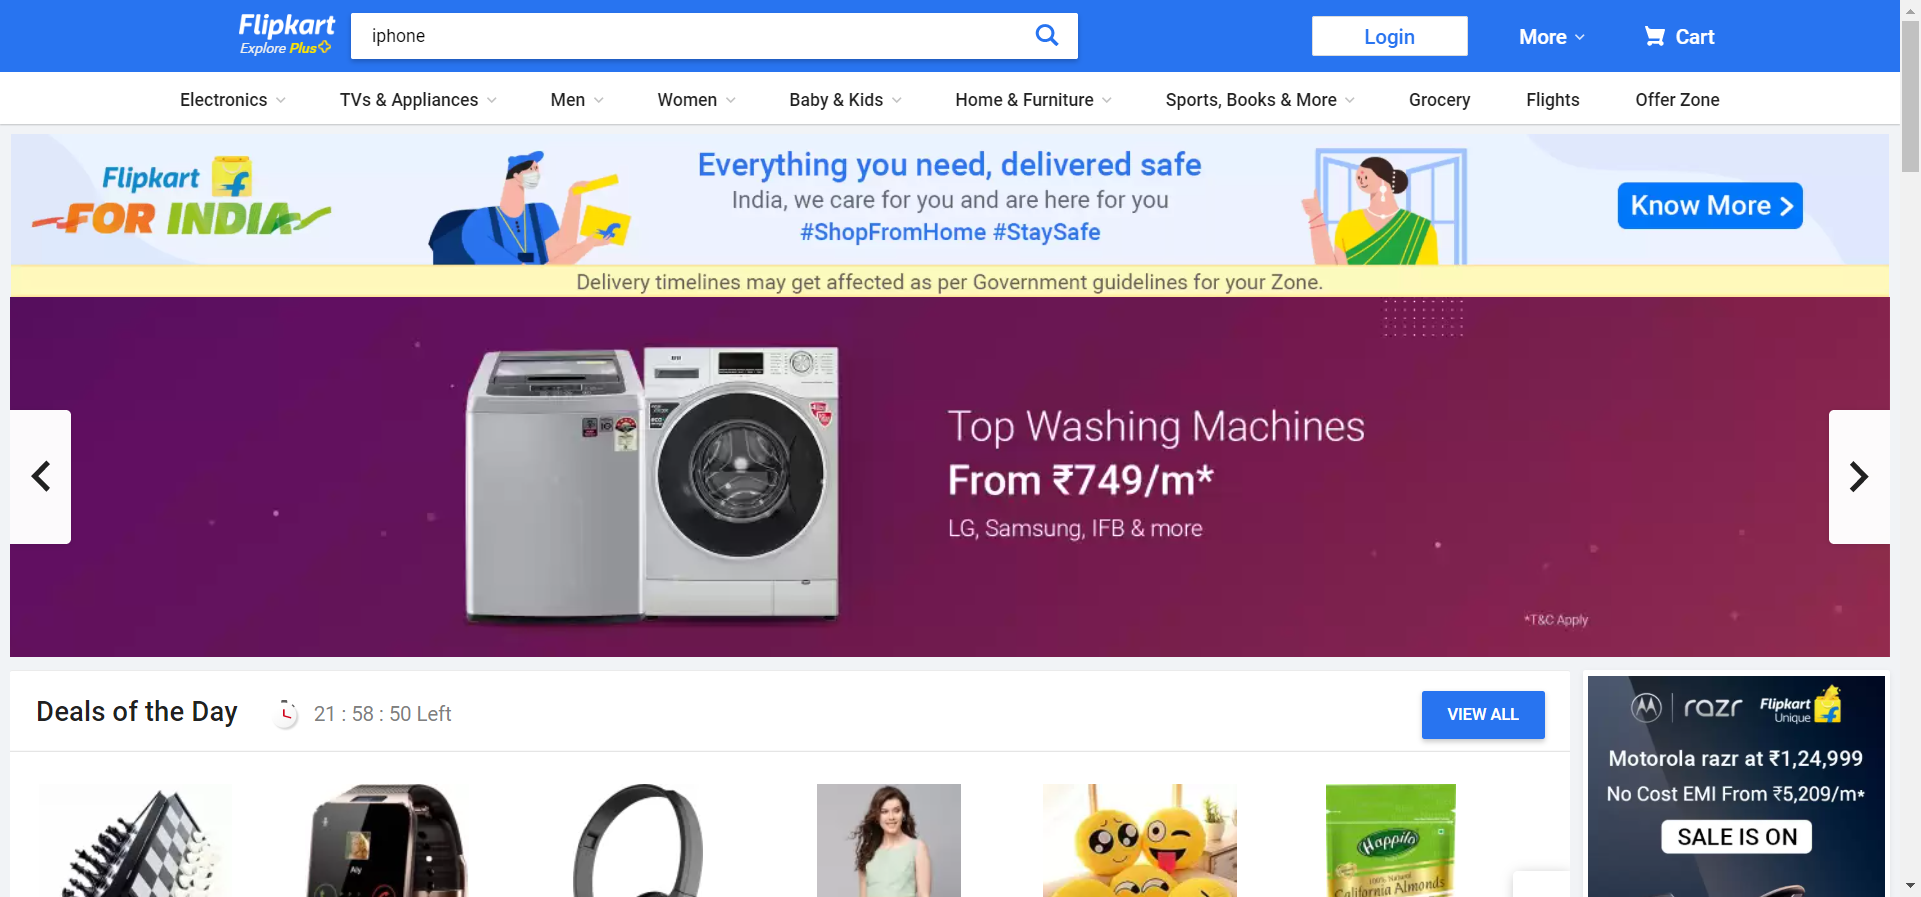 Flipkart
Explore Plus
iphone
Login
More
Cart
Electronics
TVs & Appliances
Men
Women
Baby & Kids
Home & Furniture
Sports, Books & More
Grocery
Flights
Offer Zone
Flipkart
FOR INDIA
Everything you need, delivered safe
India, we care for you and are here for you
#ShopFromHome #StaySafe
Know More
Delivery timelines may get affected as per Government guidelines for your Zone.
Top Washing Machines
From ₹749/m*
LG, Samsung, IFB & more
*T&C Apply
Deals of the Day
21 : 58 : 50 Left
VIEW ALL
razr
Flipkart
Unique
Motorola razr at ₹1,24,999
No Cost EMI From ₹5,209/m*
SALE IS ON
Happilo
100% Natural
California Almonds